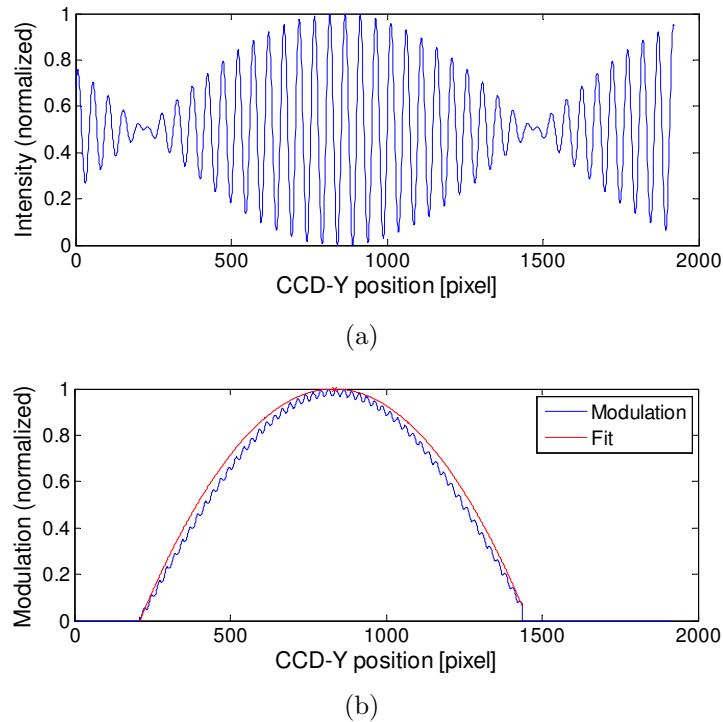 1
0.8
0.6
0.4
0.2
0
Intensity (normalized)
0 500 1000 1500 2000
CCD-Y position [pixel]
(a)
1
0.8
0.6
0.4
0.2
0
Modulation (normalized)
Modulation
Fit
0 500 1000 1500 2000
CCD-Y position [pixel]
(b)